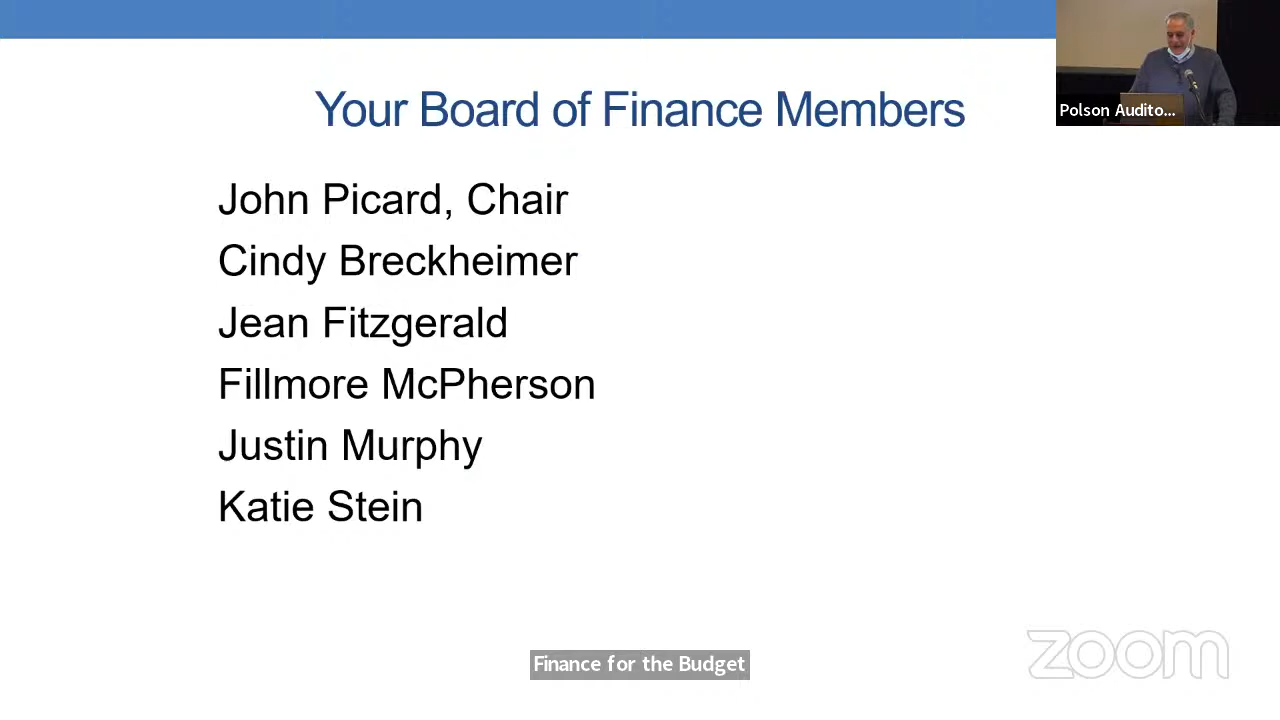 Your Board of Finance Members
Polson Audito...
John Picard, Chair
Cindy Breckheimer
Jean Fitzgerald
Fillmore McPherson
Justin Murphy
Katie Stein
Finance for the Budget
zoom